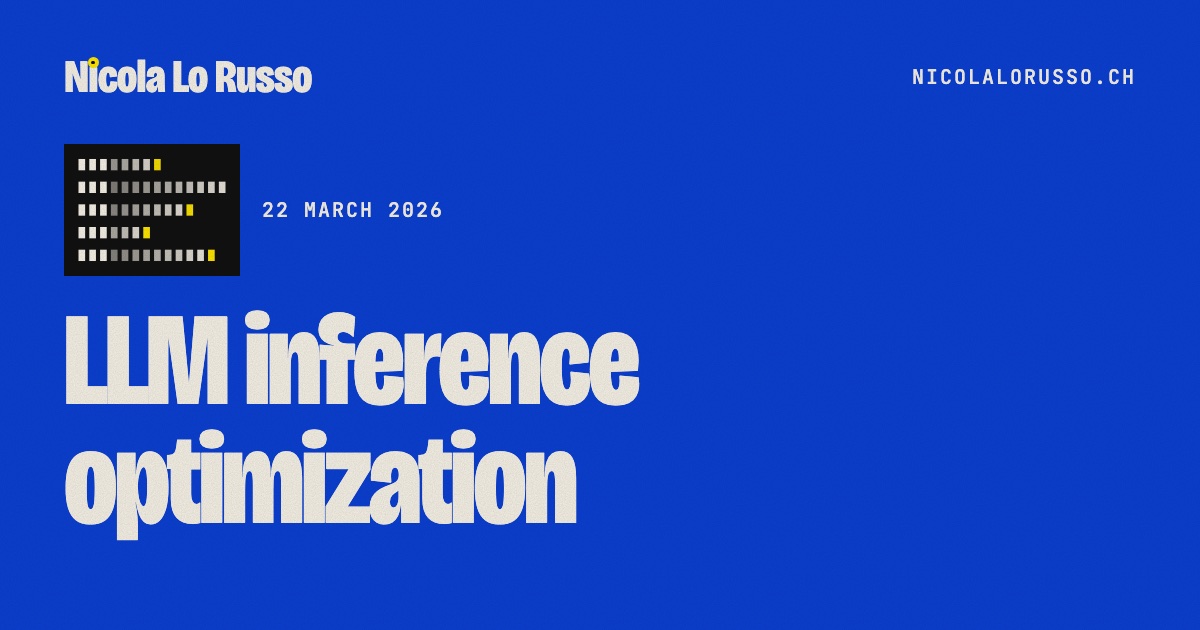 Nicola Lo Russo
NICOLALORUSSO.CH
22 MARCH 2026
LLM inference
optimization